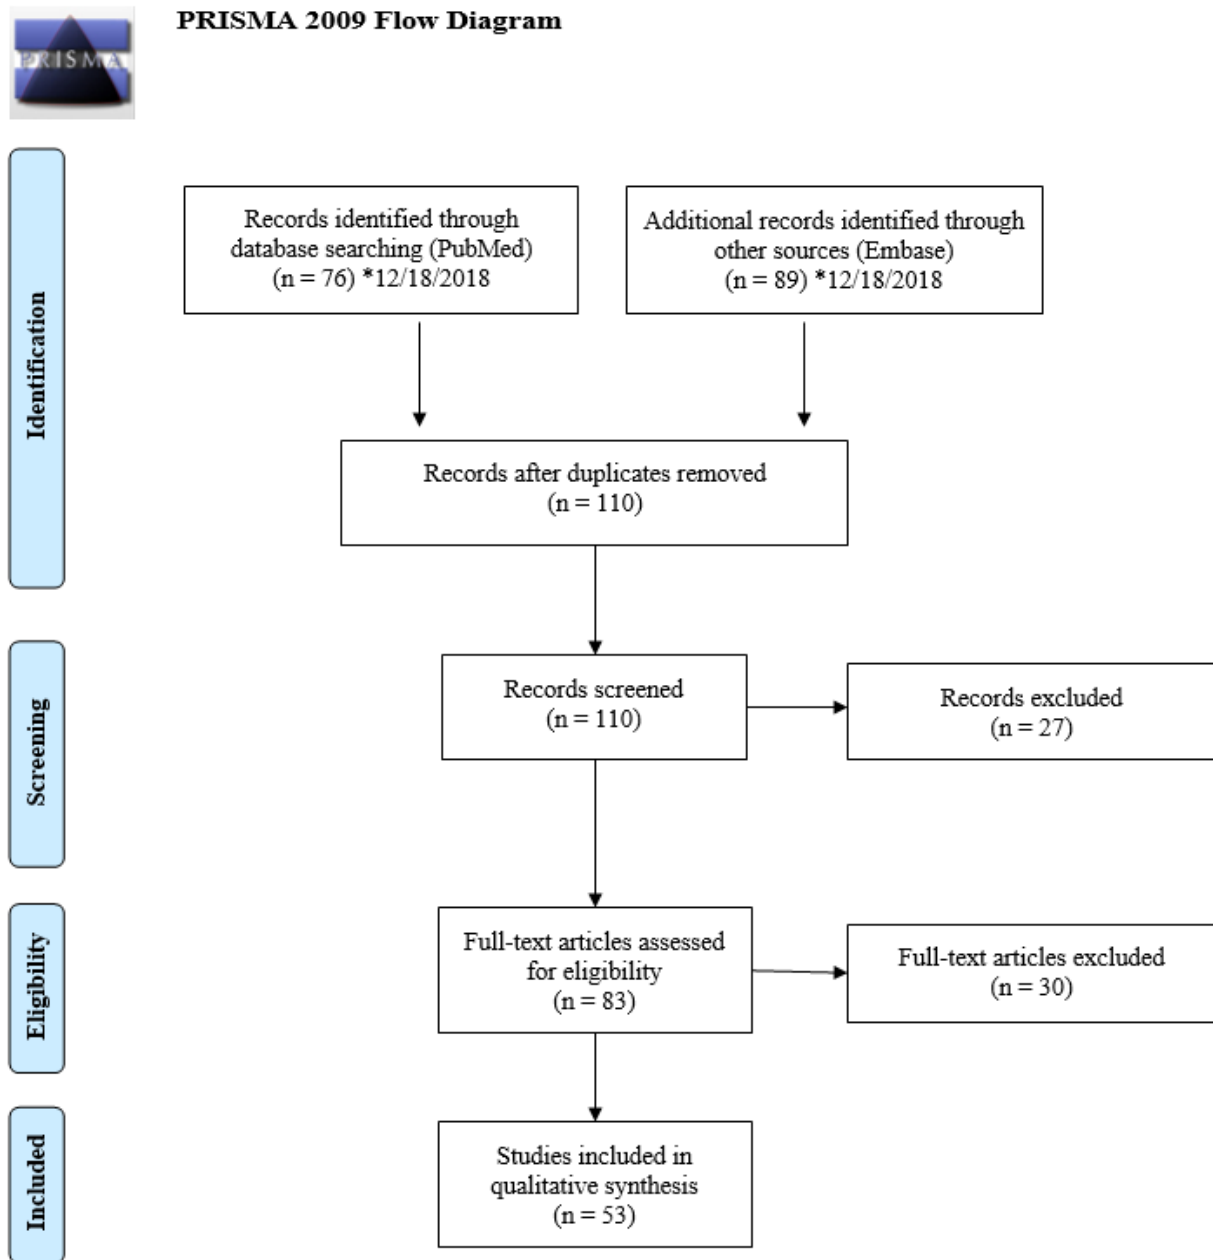 PRISMA 2009 Flow Diagram
PRISMA
Identification
Records identified through
database searching (PubMed)
(n = 76) *12/18/2018
Additional records identified through
other sources (Embase)
(n = 89) *12/18/2018
Records after duplicates removed
(n = 110)
Screening
Records screened
(n = 110)
Records excluded
(n = 27)
Eligibility
Full-text articles assessed
for eligibility
(n = 83)
Full-text articles excluded
(n = 30)
Included
Studies included in
qualitative synthesis
(n = 53)